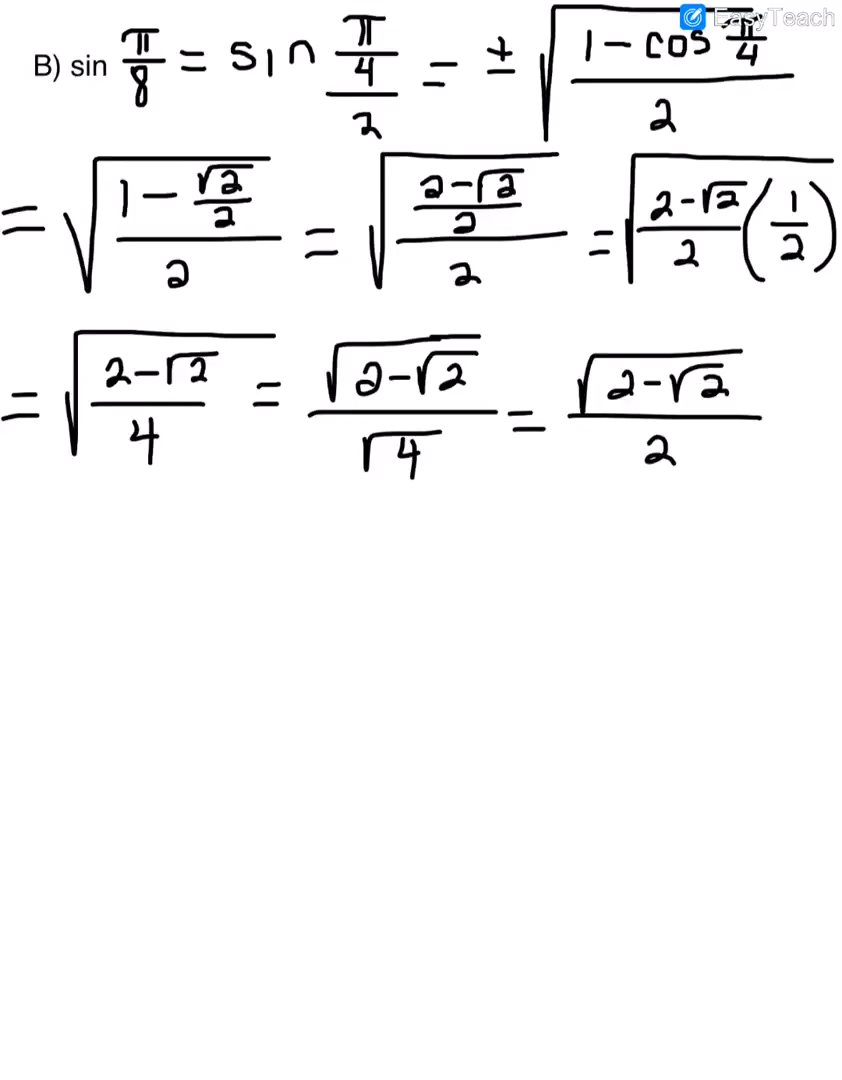 EasyTeach
B) sin π/8 = sin (π/4)/2 = ± √((1 - cos π/4)/2)
= √((1 - √2/2)/2) = √(((2-√2)/2)/2) = √((2-√2)/2 (1/2))
= √((2-√2)/4) = √(2-√2)/√4 = √(2-√2)/2